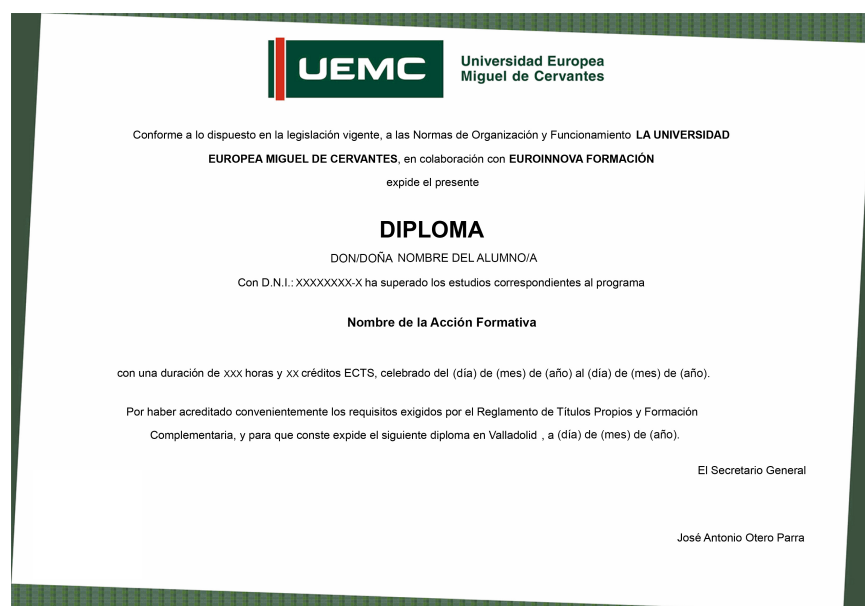 UEMC
Universidad Europea
Miguel de Cervantes
Conforme a lo dispuesto en la legislación vigente, a las Normas de Organización y Funcionamiento LA UNIVERSIDAD
EUROPEA MIGUEL DE CERVANTES, en colaboración con EUROINNOVA FORMACIÓN
expide el presente
DIPLOMA
DON/DOÑA NOMBRE DEL ALUMNO/A
Con D.N.I.: XXXXXXXX-X ha superado los estudios correspondientes al programa
Nombre de la Acción Formativa
con una duración de XXX horas y XX créditos ECTS, celebrado del (día) de (mes) de (año) al (día) de (mes) de (año).
Por haber acreditado convenientemente los requisitos exigidos por el Reglamento de Títulos Propios y Formación
Complementaria, y para que conste expide el siguiente diploma en Valladolid , a (día) de (mes) de (año).
El Secretario General
José Antonio Otero Parra